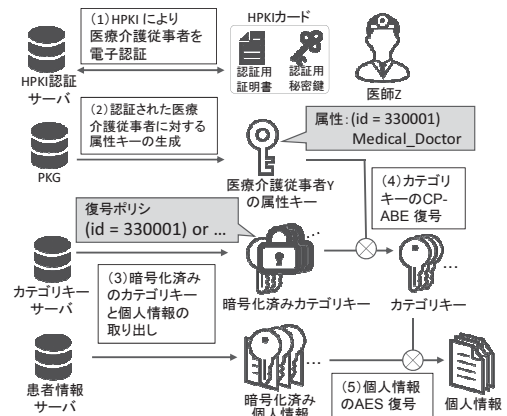 (1)HPKI により
医療介護従事者を
電子認証
HPKIカード
認証用
証明書
認証用
秘密鍵
HPKI認証
サーバ
医師Z
(2)認証された医療
介護従事者に対する
属性キーの生成
属性:(id = 330001)
Medical_Doctor
PKG
医療介護従事者Y
の属性キー
(4)カテゴリ
キーのCP-
ABE 復号
復号ポリシ
(id = 330001) or ...
...
...
カテゴリキー
サーバ
(3)暗号化済み
のカテゴリキー
と個人情報の
取り出し
暗号化済みカテゴリキー
カテゴリキー
...
患者情報
サーバ
暗号化済み
個人情報
(5)個人情報
のAES 復号
個人情報